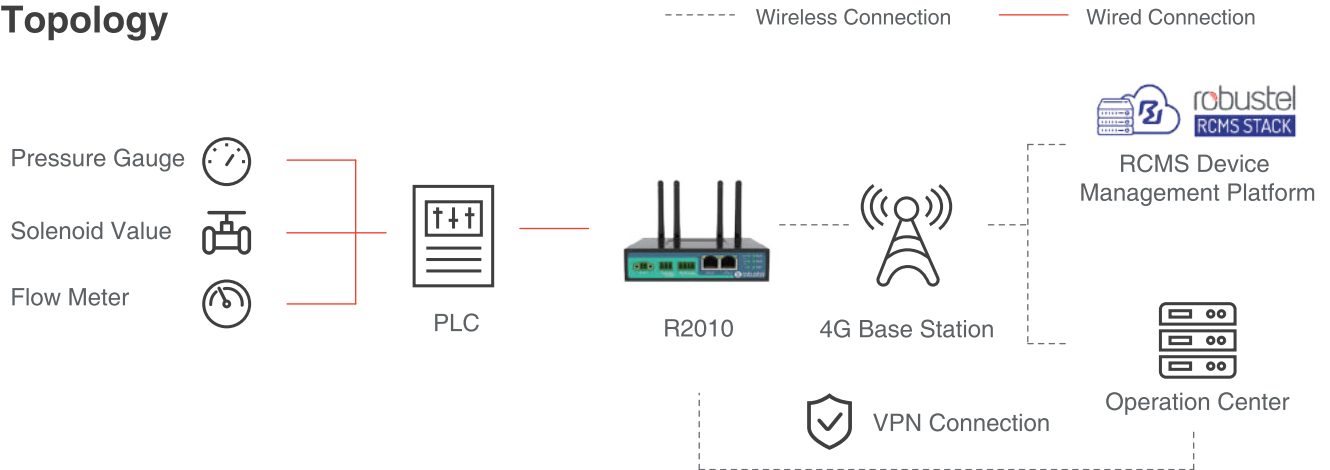 Topology
Wireless Connection
Wired Connection
robustel
RCMS STACK
RCMS Device
Management Platform
Pressure Gauge
Solenoid Value
Flow Meter
PLC
R2010
4G Base Station
Operation Center
VPN Connection